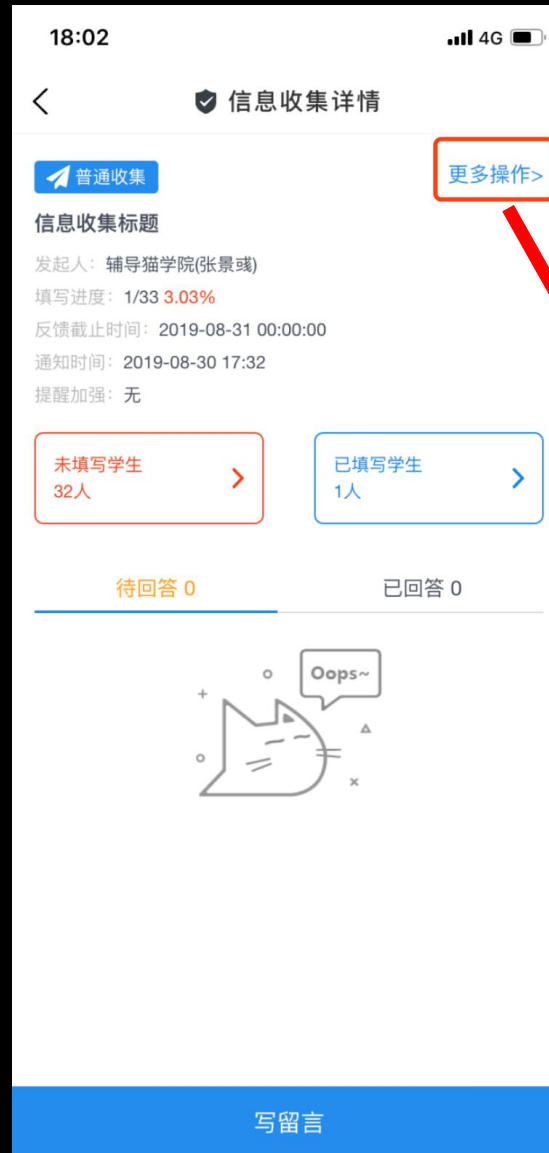 18:02
4G
信息收集详情
普通收集
更多操作>
信息收集标题
发起人：辅导猫学院(张景彧)
填写进度：1/33 3.03%
反馈截止时间：2019-08-31 00:00:00
通知时间：2019-08-30 17:32
提醒加强：无
未填写学生
32人
已填写学生
1人
待回答 0
已回答 0
Oops~
写留言